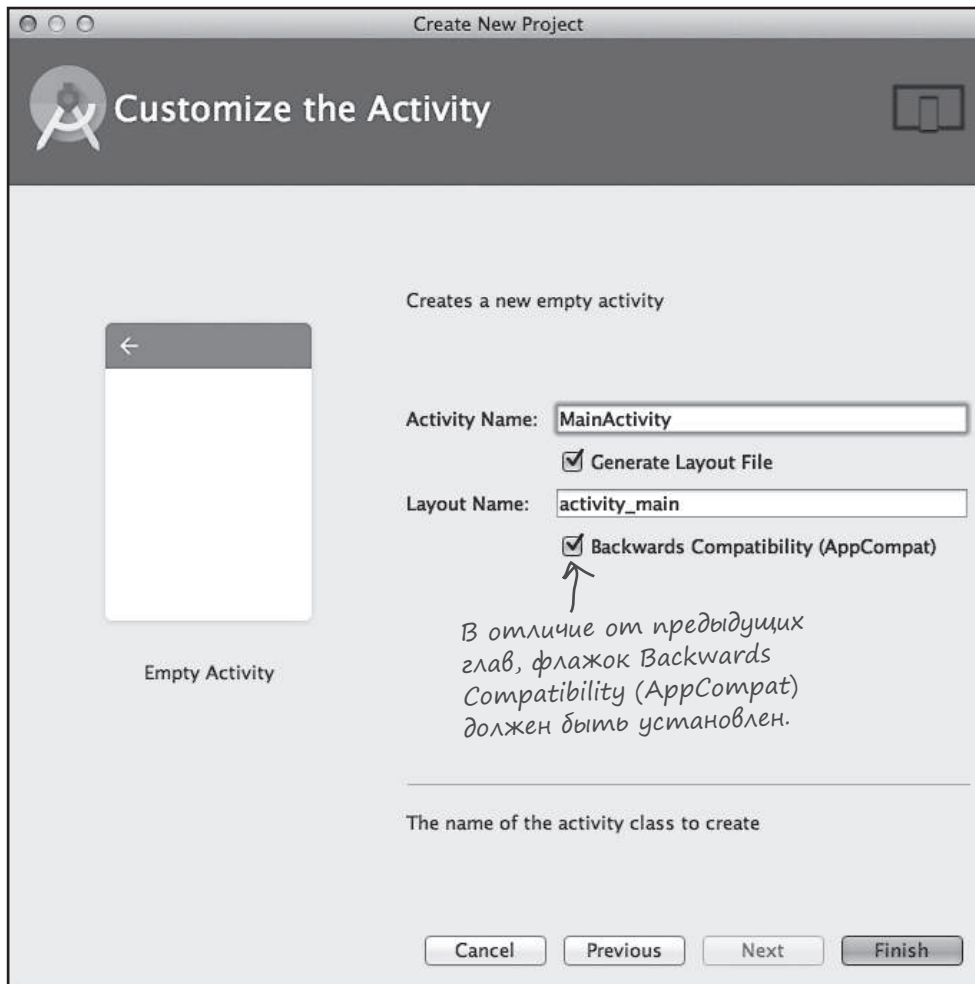 Create New Project
Customize the Activity
Creates a new empty activity
Activity Name: MainActivity
Generate Layout File
Layout Name: activity_main
Backwards Compatibility (AppCompat)
В отличие от предыдущих
глав, флажок Backwards
Compatibility (AppCompat)
должен быть установлен.
Empty Activity
The name of the activity class to create
Cancel Previous Next Finish